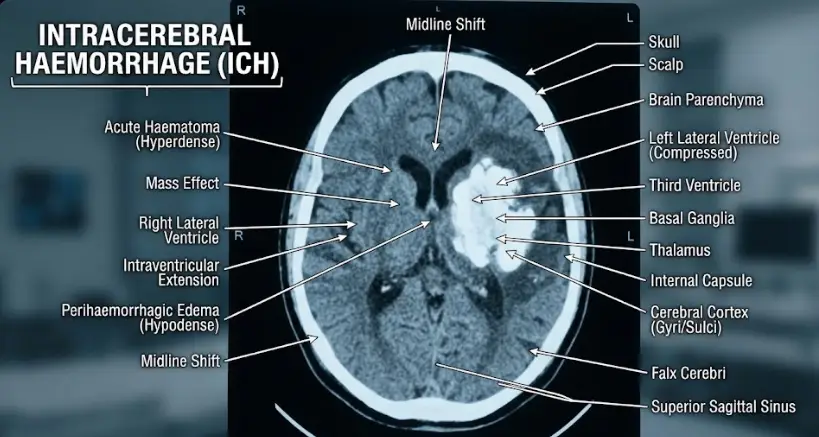 R
L
L
INTRACEREBRAL
HAEMORRHAGE (ICH)
Midline Shift
Acute Haematoma
(Hyperdense)
Mass Effect
Right Lateral
Ventricle
R
Intraventricular
Extension
Perihaemorrhagic Edema
(Hypodense)
Midline Shift
Skull
Scalp
Brain Parenchyma
Left Lateral Ventricle
(Compressed)
Third Ventricle
Basal Ganglia
L
Thalamus
Internal Capsule
Cerebral Cortex
(Gyri/Sulci)
Falx Cerebri
Superior Sagittal Sinus